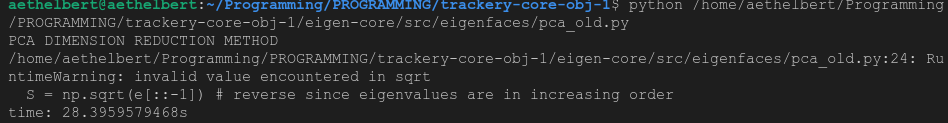 aethelbert@aethelbert:~/Programming/PROGRAMMING/trackery-core-obj-1$ python /home/aethelbert/Programming
/PROGRAMMING/trackery-core-obj-1/eigen-core/src/eigenfaces/pca_old.py
PCA DIMENSION REDUCTION METHOD
/home/aethelbert/Programming/PROGRAMMING/trackery-core-obj-1/eigen-core/src/eigenfaces/pca_old.py:24: Ru
ntimeWarning: invalid value encountered in sqrt
  S = np.sqrt(e[::-1]) # reverse since eigenvalues are in increasing order
time: 28.3959579468s